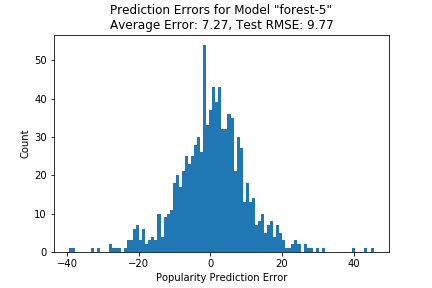 Prediction Errors for Model "forest-5"
Average Error: 7.27, Test RMSE: 9.77
50
40
30
20
10
0
Count
−40
−20
0
20
40
Popularity Prediction Error